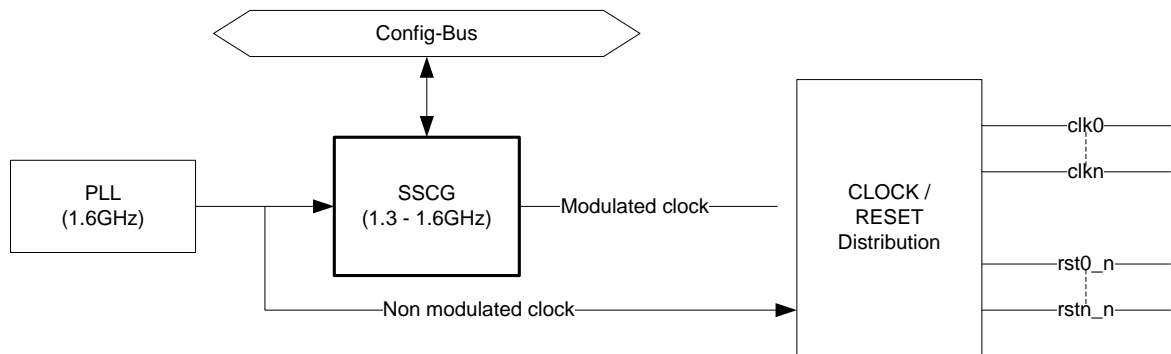 Config-Bus
PLL
(1.6GHz)
SSCG
(1.3 - 1.6GHz)
Modulated clock
Non modulated clock
CLOCK /
RESET
Distribution
clk0
clkn
rst0_n
rstn_n